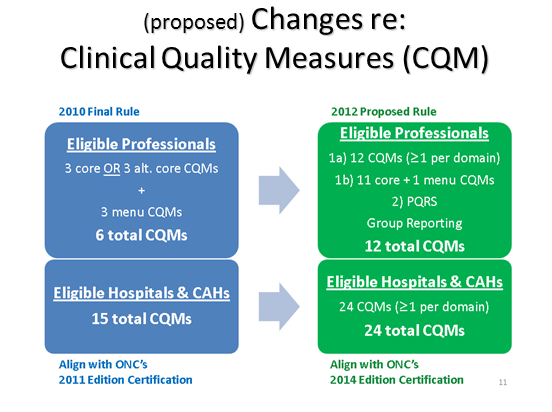 (proposed) Changes re:
Clinical Quality Measures (CQM)
2010 Final Rule
Eligible Professionals
3 core OR 3 alt. core CQMs
+
3 menu CQMs
6 total CQMs
Eligible Hospitals & CAHs
15 total CQMs
Align with ONC's
2011 Edition Certification
2012 Proposed Rule
Eligible Professionals
1a) 12 CQMs (≥1 per domain)
1b) 11 core + 1 menu CQMs
2) PQRS
Group Reporting
12 total CQMs
Eligible Hospitals & CAHs
24 CQMs (≥1 per domain)
24 total CQMs
Align with ONC's
2014 Edition Certification
11